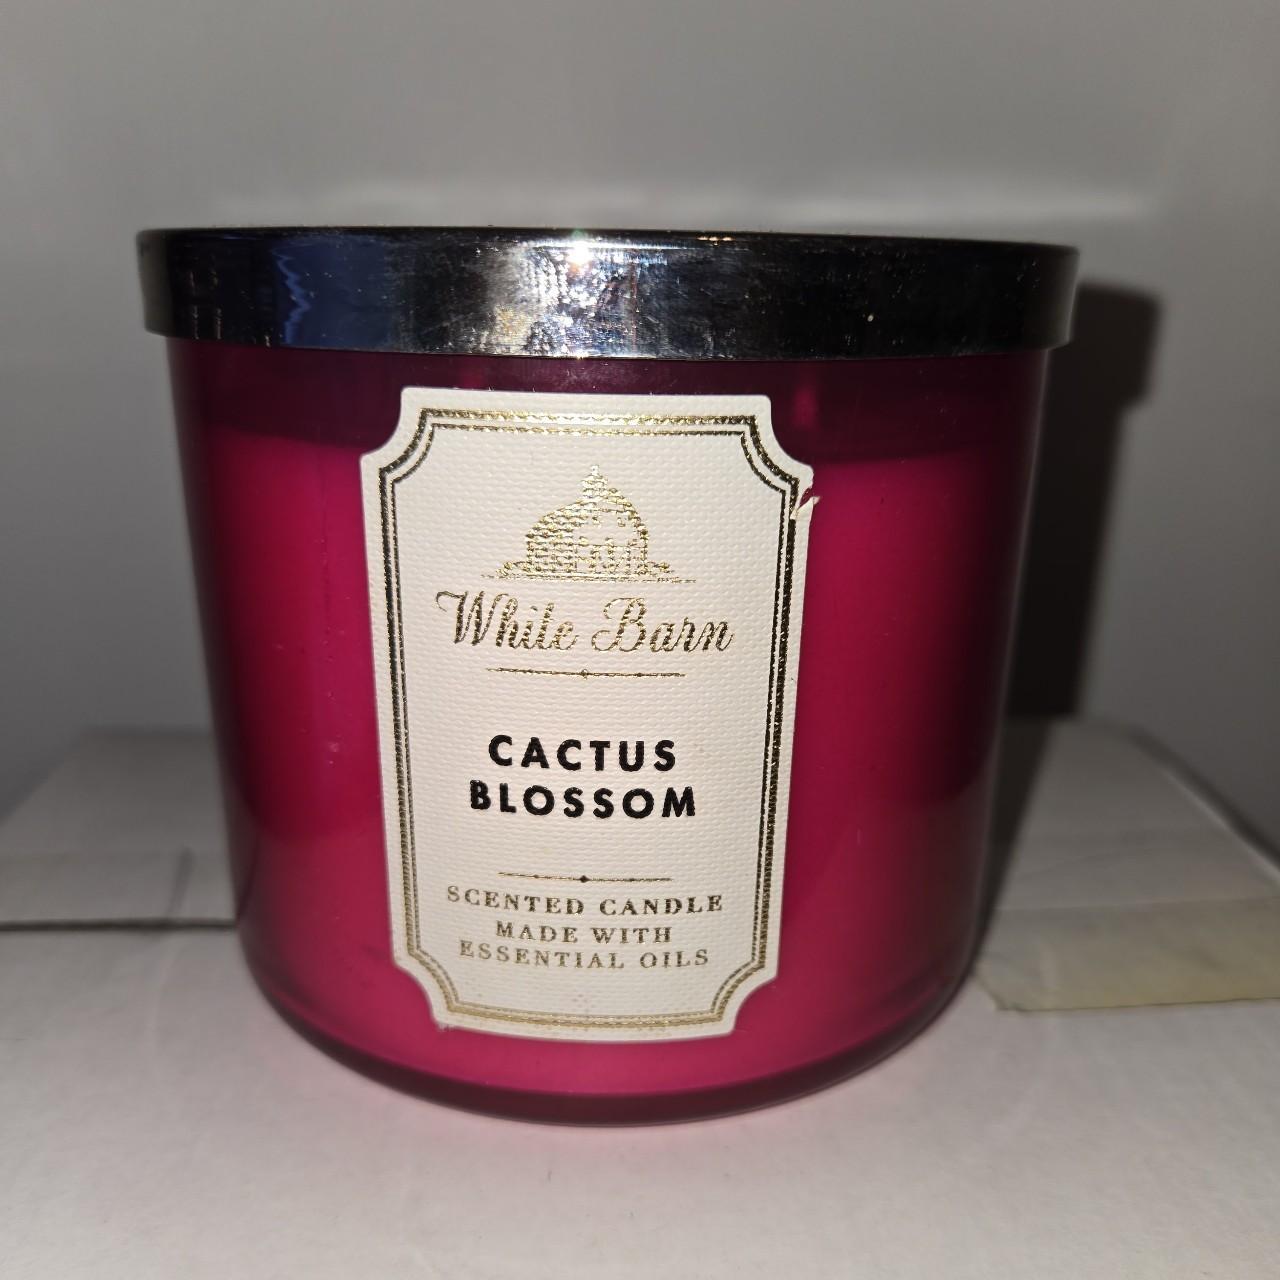 White Barn
CACTUS
BLOSSOM
SCENTED CANDLE
MADE WITH
ESSENTIAL OILS